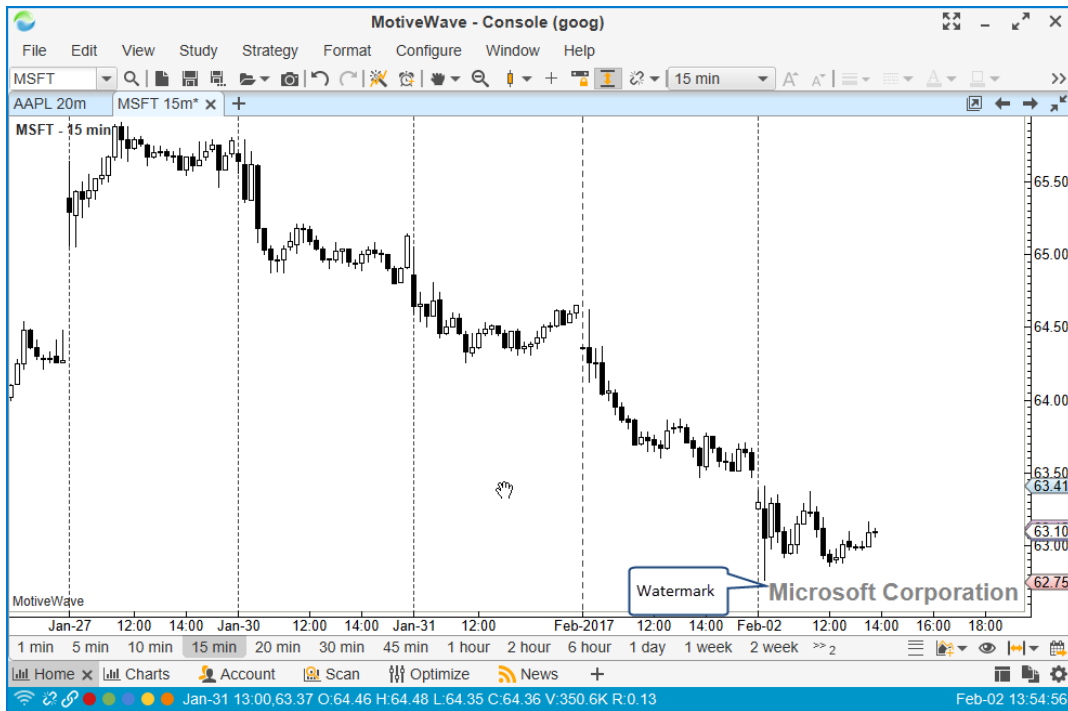 MotiveWave - Console (goog)
File Edit View Study Strategy Format Configure Window Help
MSFT 15 min A A A >>
AAPL 20m MSFT 15m* × +
MSFT - 15 min
65.50
65.00
64.50
64.00
63.50
63.41
63.10
63.00
62.75
Watermark
Microsoft Corporation
MotiveWave
Jan-27 12:00 14:00 Jan-30 12:00 14:00 Jan-31 12:00 Feb-2017 12:00 14:00 Feb-02 12:00 14:00 16:00 18:00
1 min 5 min 10 min 15 min 20 min 30 min 45 min 1 hour 2 hour 6 hour 1 day 1 week 2 week >> 2
Home × Charts Account Scan Optimize News +
Jan-31 13:00,63.37 O:64.46 H:64.48 L:64.35 C:64.36 V:350.6K R:0.13 Feb-02 13:54:56